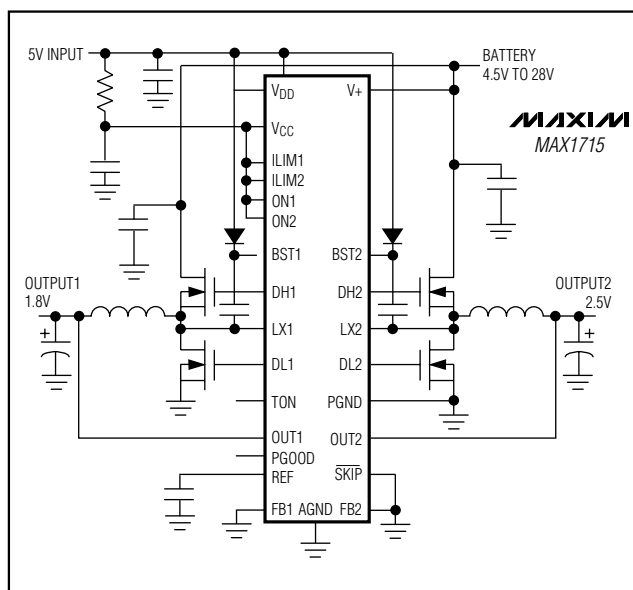 5V INPUT
BATTERY
4.5V TO 28V
VDD
V+
MAXIM
MAX1715
VCC
ILIM1
ILIM2
ON1
ON2
BST1
BST2
OUTPUT1
1.8V
DH1
DH2
OUTPUT2
2.5V
+
LX1
LX2
+
DL1
DL2
TON
PGND
OUT1
OUT2
PGOOD
REF
SKIP
FB1
AGND
FB2